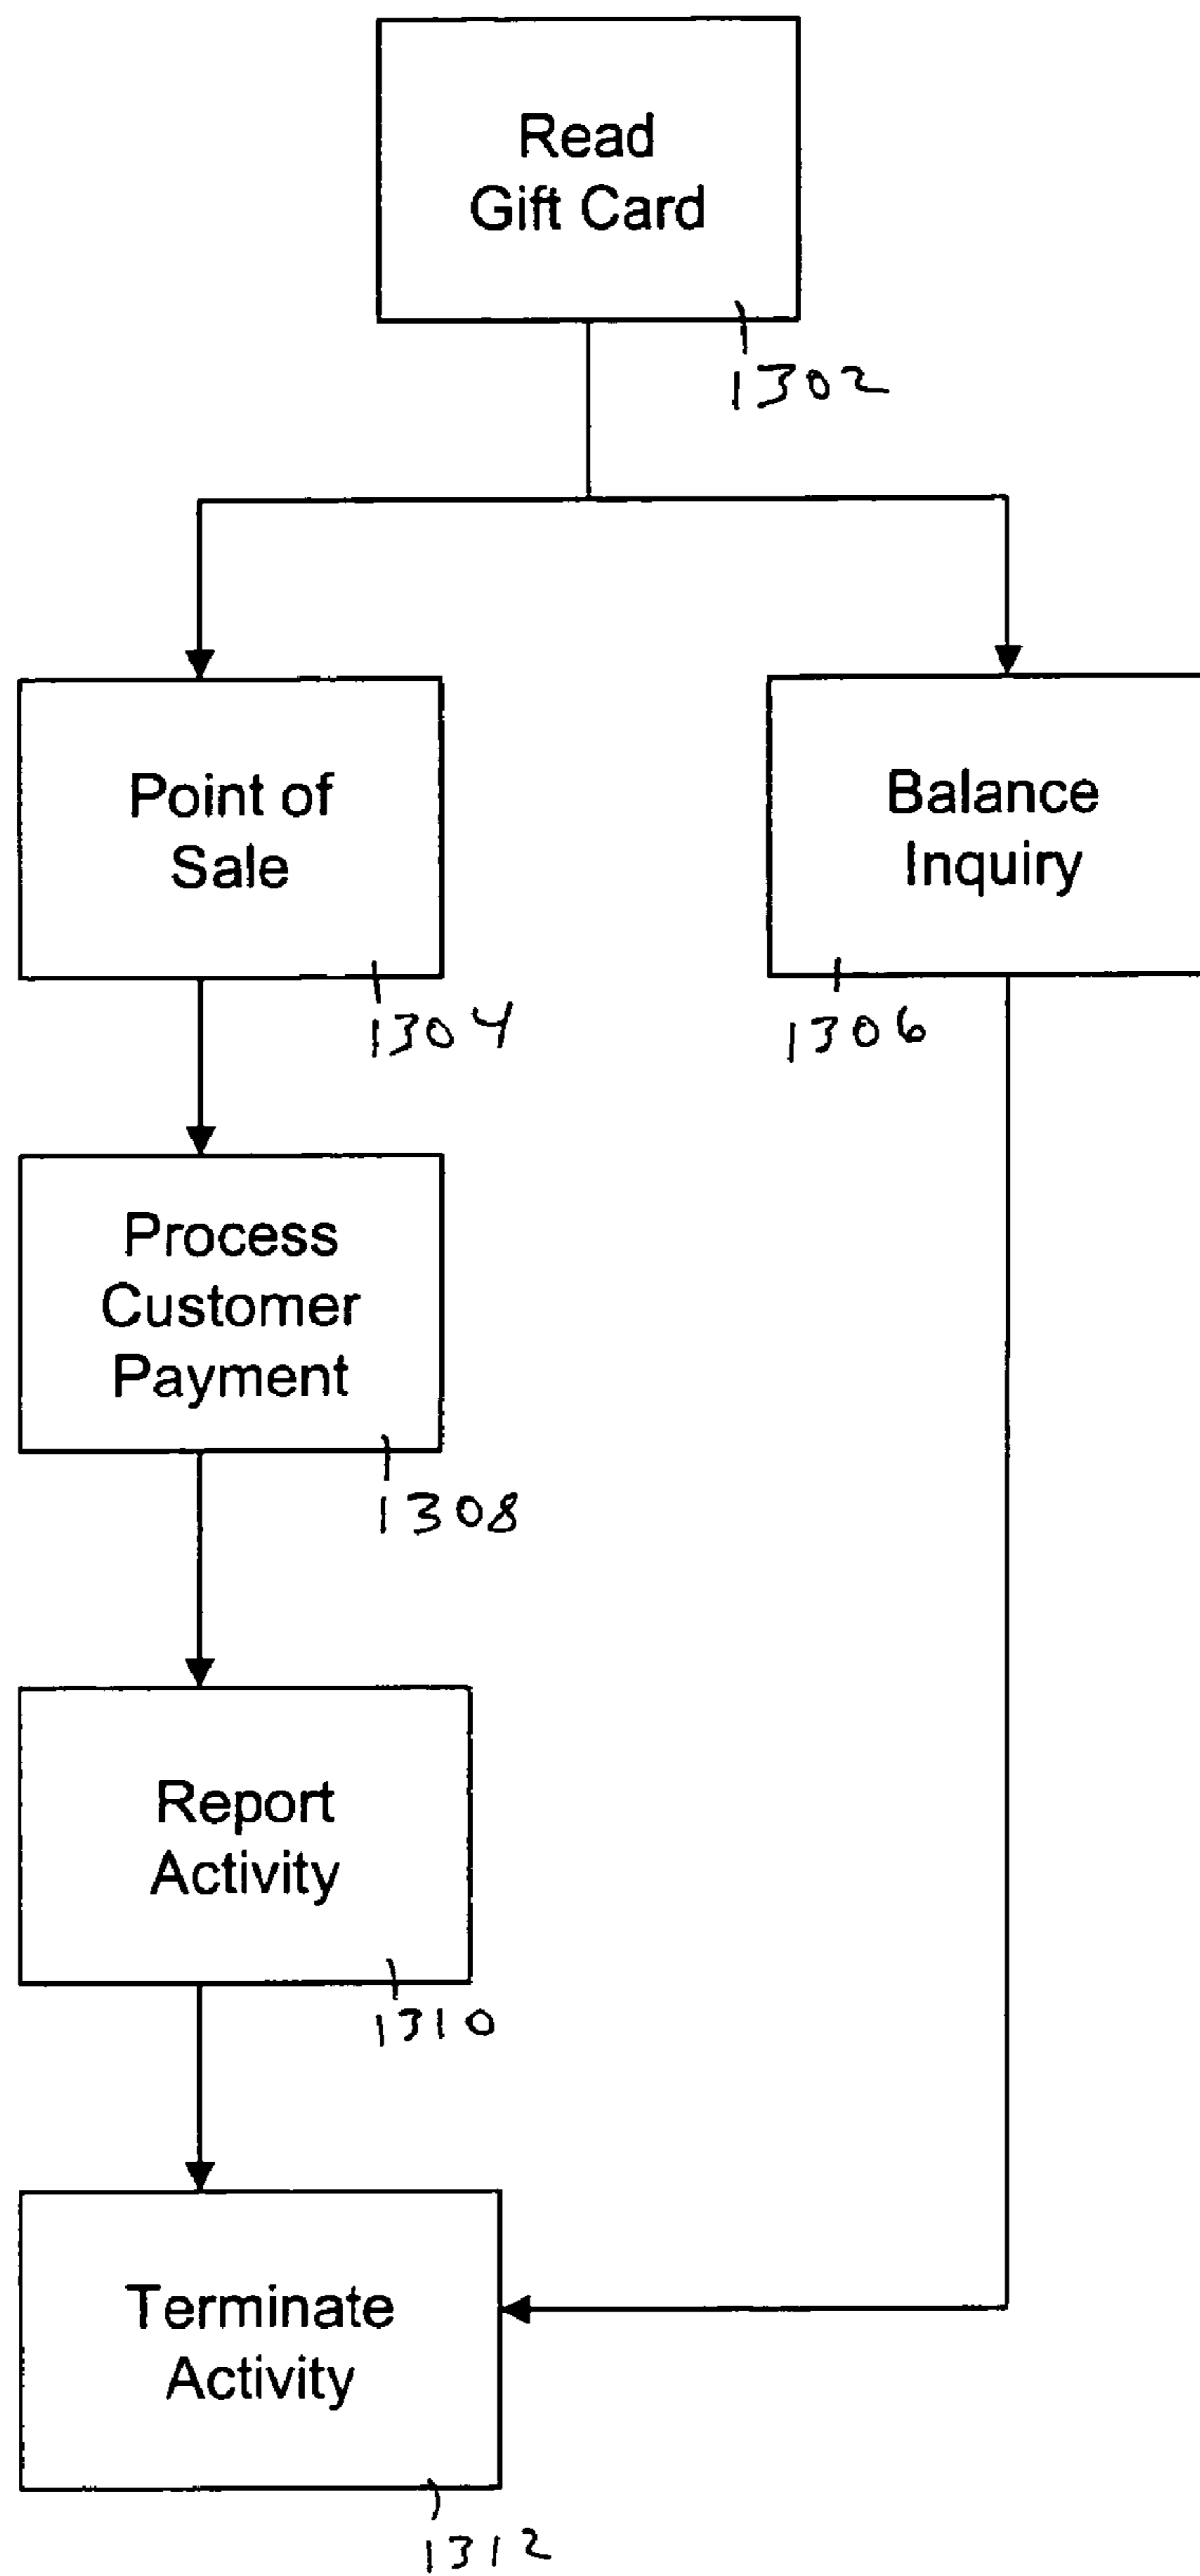 Read
Gift Card
1302
Point of
Sale
1304
Balance
Inquiry
1306
Process
Customer
Payment
1308
Report
Activity
1310
Terminate
Activity
1312